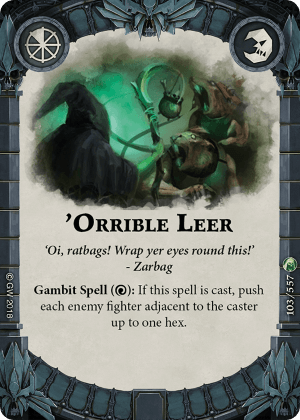 'Orrible Leer
'Oi, ratbags! Wrap yer eyes round this!'
- Zarbag
Gambit Spell (): If this spell is cast, push
each enemy fighter adjacent to the caster
up to one hex.
© GW 2018
103/557